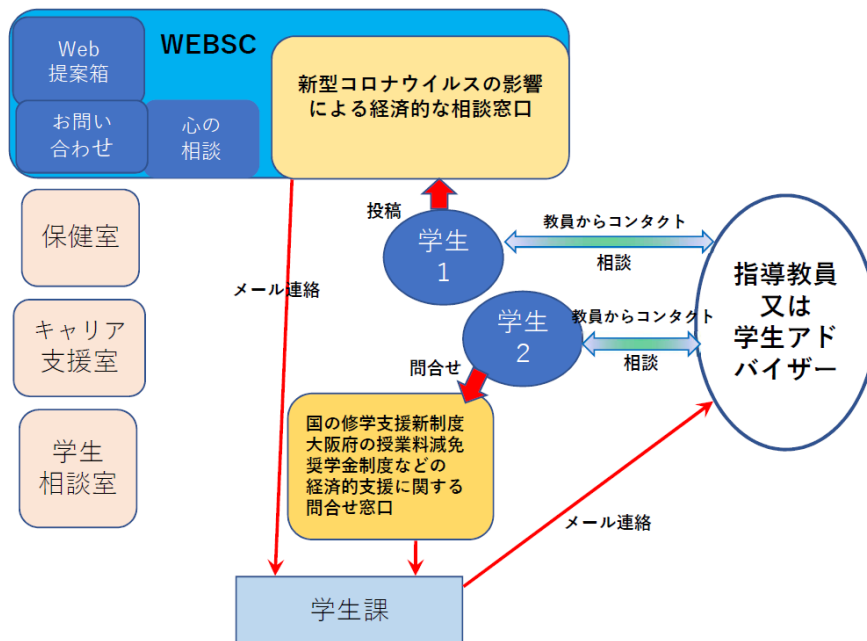 Web
提案箱
WEBSC
お問い
合わせ
心の
相談
新型コロナウイルスの影響
による経済的な相談窓口
保健室
キャリア
支援室
学生
相談室
メール連絡
投稿
学生
1
教員からコンタクト
相談
学生
2
教員からコンタクト
相談
指導教員
又は
学生アド
バイザー
問合せ
国の修学支援新制度
大阪府の授業料減免
奨学金制度などの
経済的支援に関する
問合せ窓口
メール連絡
学生課